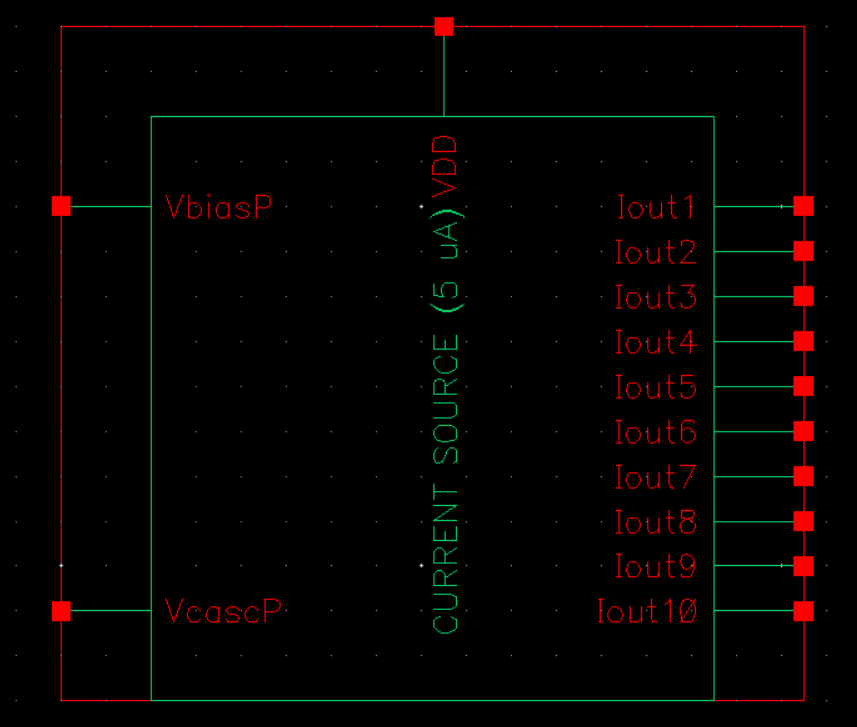 VDD
VbiasP
CURRENT SOURCE (5 uA)
Iout1
Iout2
Iout3
Iout4
Iout5
Iout6
Iout7
Iout8
Iout9
VcascP
Iout10